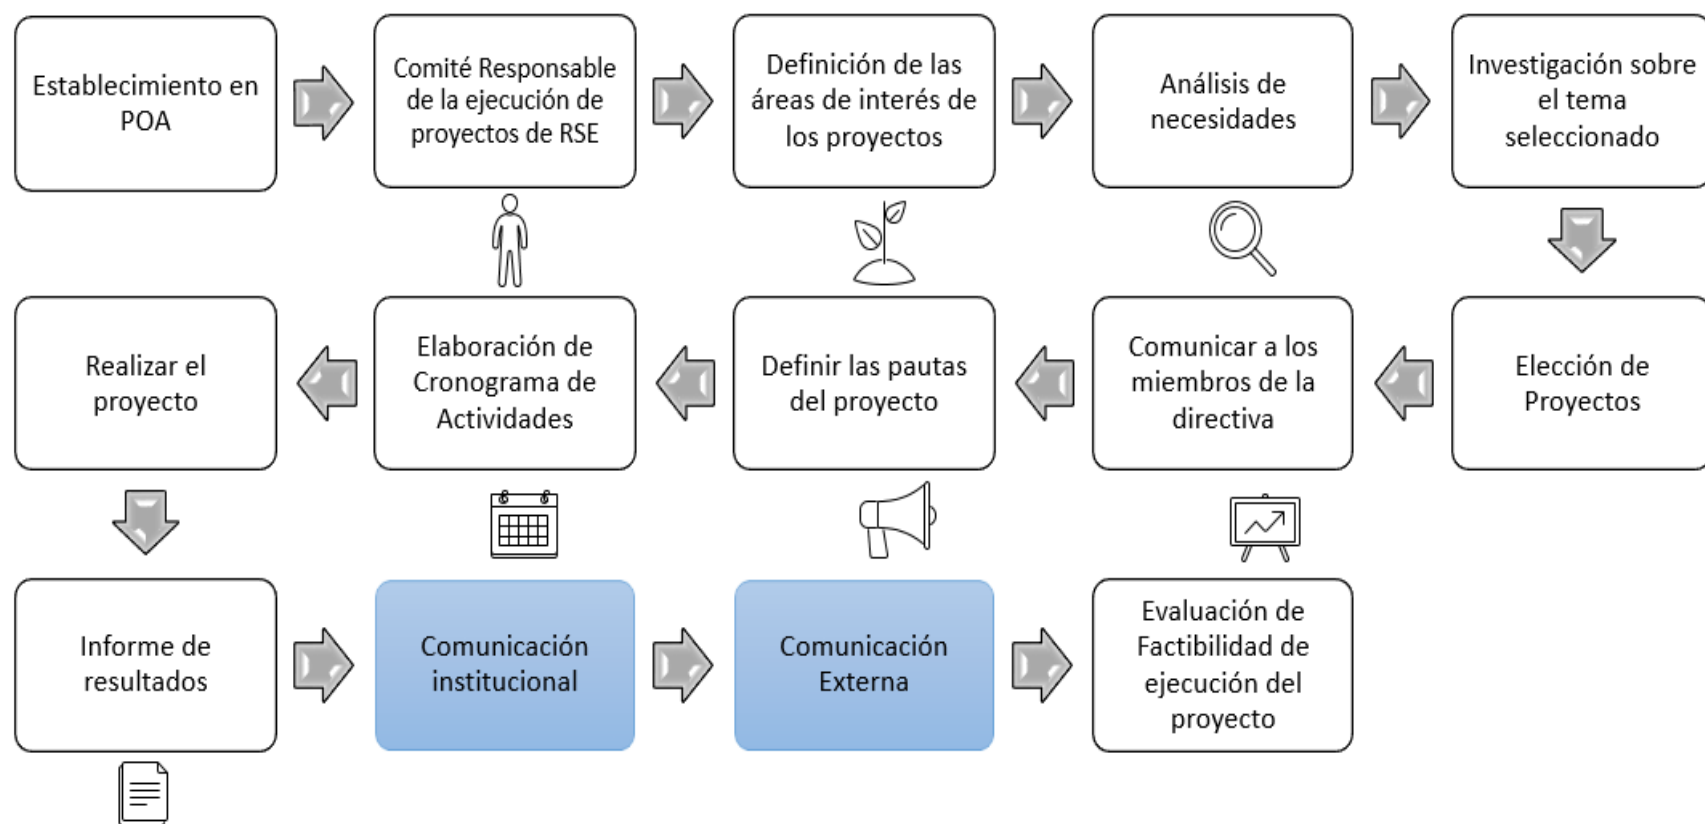 Establecimiento en
POA
Comité Responsable
de la ejecución de
proyectos de RSE
Definición de las
áreas de interés de
los proyectos
Análisis de
necesidades
Investigación sobre
el tema
seleccionado
Elección de
Proyectos
Comunicar a los
miembros de la
directiva
Definir las pautas
del proyecto
Elaboración de
Cronograma de
Actividades
Realizar el
proyecto
Informe de
resultados
Comunicación
institucional
Comunicación
Externa
Evaluación de
Factibilidad de
ejecución del
proyecto